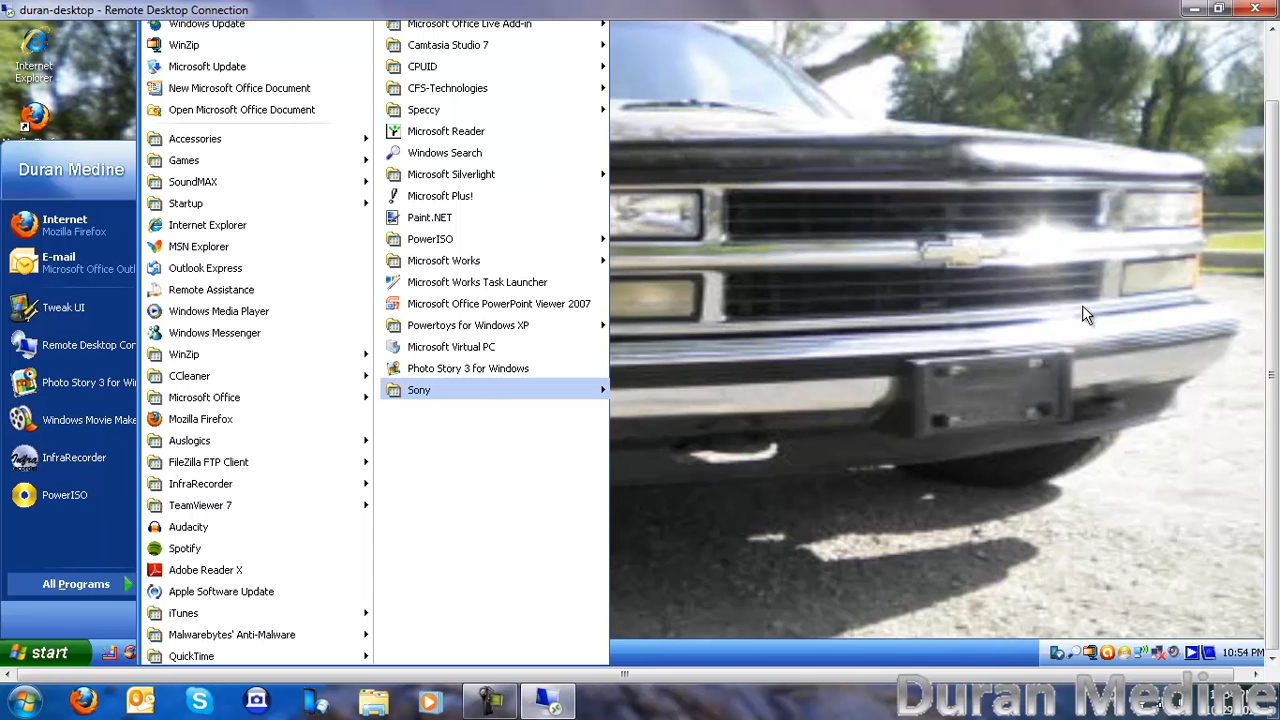 duran-desktop - Remote Desktop Connection
Internet
Explorer
Duran Medine
Internet
Mozilla Firefox
E-mail
Microsoft Office Outl
Tweak UI
Remote Desktop Con
Photo Story 3 for Win
Windows Movie Make
InfraRecorder
PowerISO
All Programs
start
Windows Update
WinZip
Microsoft Update
New Microsoft Office Document
Open Microsoft Office Document
Accessories
Games
SoundMAX
Startup
Internet Explorer
MSN Explorer
Outlook Express
Remote Assistance
Windows Media Player
Windows Messenger
WinZip
CCleaner
Microsoft Office
Mozilla Firefox
Auslogics
FileZilla FTP Client
InfraRecorder
TeamViewer 7
Audacity
Spotify
Adobe Reader X
Apple Software Update
iTunes
Malwarebytes' Anti-Malware
QuickTime
Microsoft Office Live Add-in
Camtasia Studio 7
CPUID
CFS-Technologies
Speccy
Microsoft Reader
Windows Search
Microsoft Silverlight
Microsoft Plus!
Paint.NET
PowerISO
Microsoft Works
Microsoft Works Task Launcher
Microsoft Office PowerPoint Viewer 2007
Powertoys for Windows XP
Microsoft Virtual PC
Photo Story 3 for Windows
Sony
10:54 PM
Duran Medine